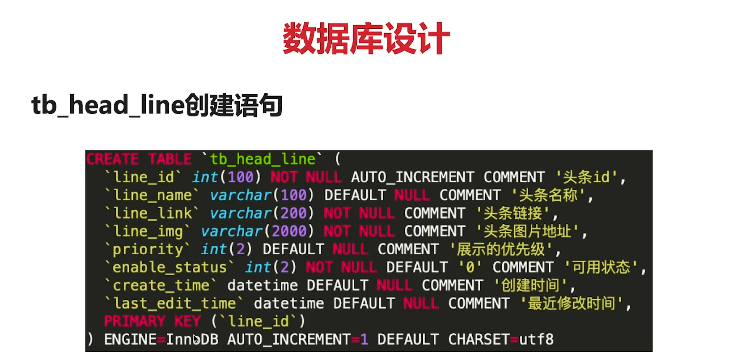 数据库设计
tb_head_line创建语句
CREATE TABLE `tb_head_line` (
`line_id` int(100) NOT NULL AUTO_INCREMENT COMMENT '头条id',
`line_name` varchar(100) DEFAULT NULL COMMENT '头条名称',
`line_link` varchar(200) NOT NULL COMMENT '头条链接',
`line_img` varchar(2000) NOT NULL COMMENT '头条图片地址',
`priority` int(2) DEFAULT NULL COMMENT '展示的优先级',
`enable_status` int(2) NOT NULL DEFAULT '0' COMMENT '可用状态',
`create_time` datetime DEFAULT NULL COMMENT '创建时间',
`last_edit_time` datetime DEFAULT NULL COMMENT '最近修改时间',
PRIMARY KEY (`line_id`)
) ENGINE=InnoDB AUTO_INCREMENT=1 DEFAULT CHARSET=utf8